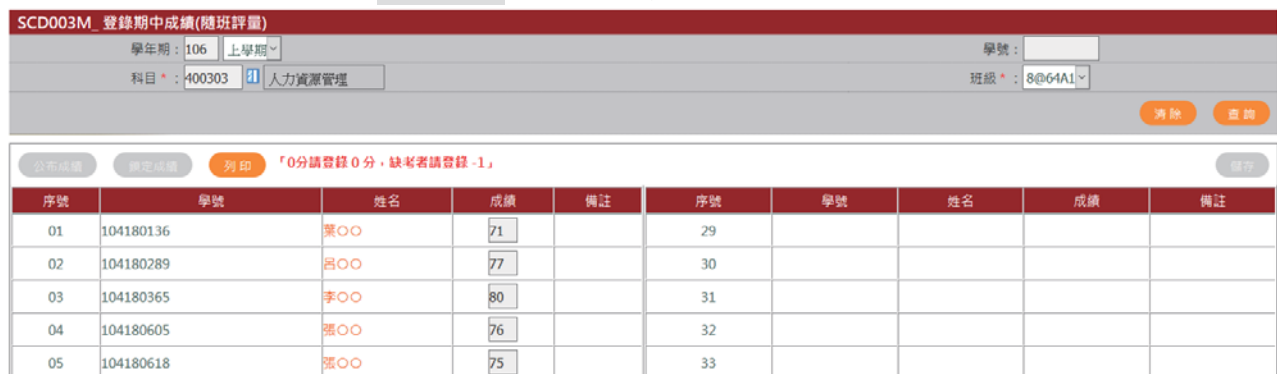 SCD003M_ 登錄期中成績(隨班評量)
學年期 : 106 上學期 學號 :
科目 * : 400303 人力資源管理 班級 * : 8@64A1
清除 查詢
公布成績 鎖定成績 列印 「0分請登錄 0 分，缺考者請登錄 -1」 儲存
序號 學號 姓名 成績 備註 序號 學號 姓名 成績 備註
01 104180136 葉○○ 71 29
02 104180289 呂○○ 77 30
03 104180365 李○○ 80 31
04 104180605 張○○ 76 32
05 104180618 張○○ 75 33